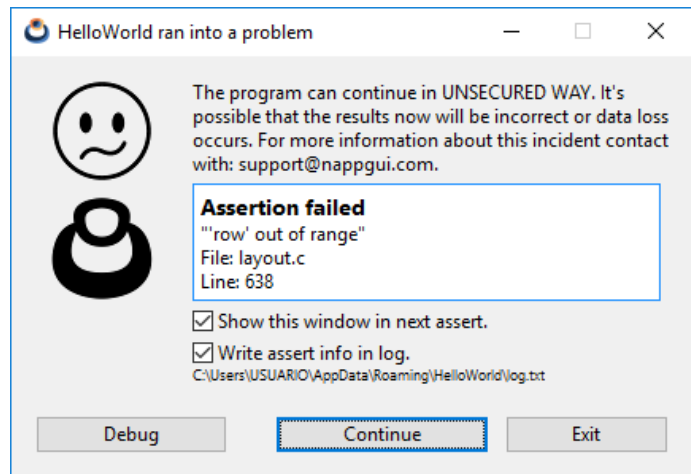 HelloWorld ran into a problem
The program can continue in UNSECURED WAY. It's
possible that the results now will be incorrect or data loss
occurs. For more information about this incident contact
with: support@nappgui.com.
Assertion failed
"'row' out of range"
File: layout.c
Line: 638
Show this window in next assert.
Write assert info in log.
C:\Users\USUARIO\AppData\Roaming\HelloWorld\log.txt
Debug Continue Exit